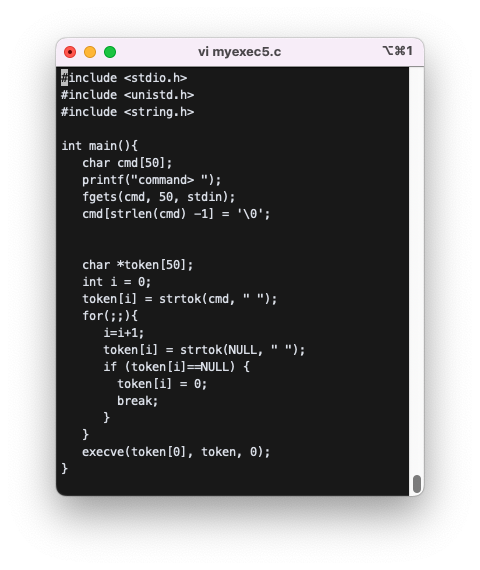 vi myexec5.c
⌥⌘1
#include <stdio.h>
#include <unistd.h>
#include <string.h>

int main(){
   char cmd[50];
   printf("command> ");
   fgets(cmd, 50, stdin);
   cmd[strlen(cmd) -1] = '\0';


   char *token[50];
   int i = 0;
   token[i] = strtok(cmd, " ");
   for(;;){
      i=i+1;
      token[i] = strtok(NULL, " ");
      if (token[i]==NULL) {
        token[i] = 0;
        break;
      }
   }
   execve(token[0], token, 0);
}